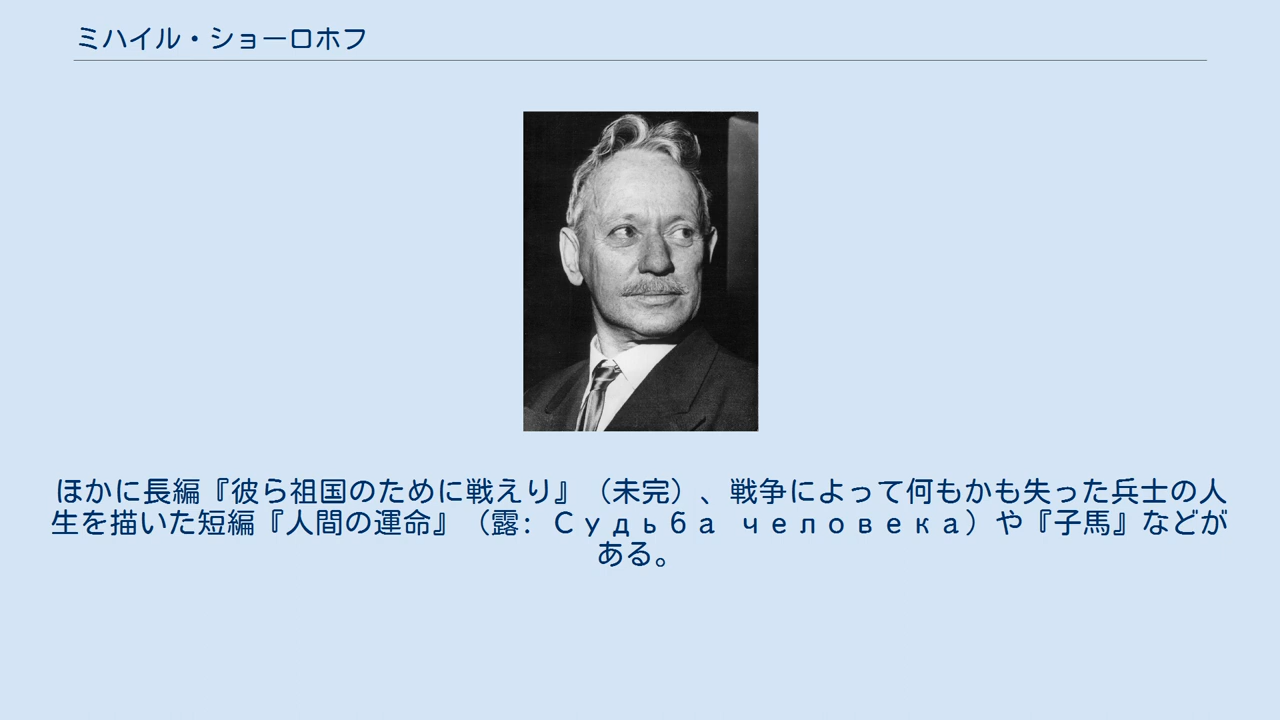 ミハイル・ショーロホフ
ほかに長編『彼ら祖国のために戦えり』（未完）、戦争によって何もかも失った兵士の人
生を描いた短編『人間の運命』（露: Судьба человека）や『子馬』などが
ある。